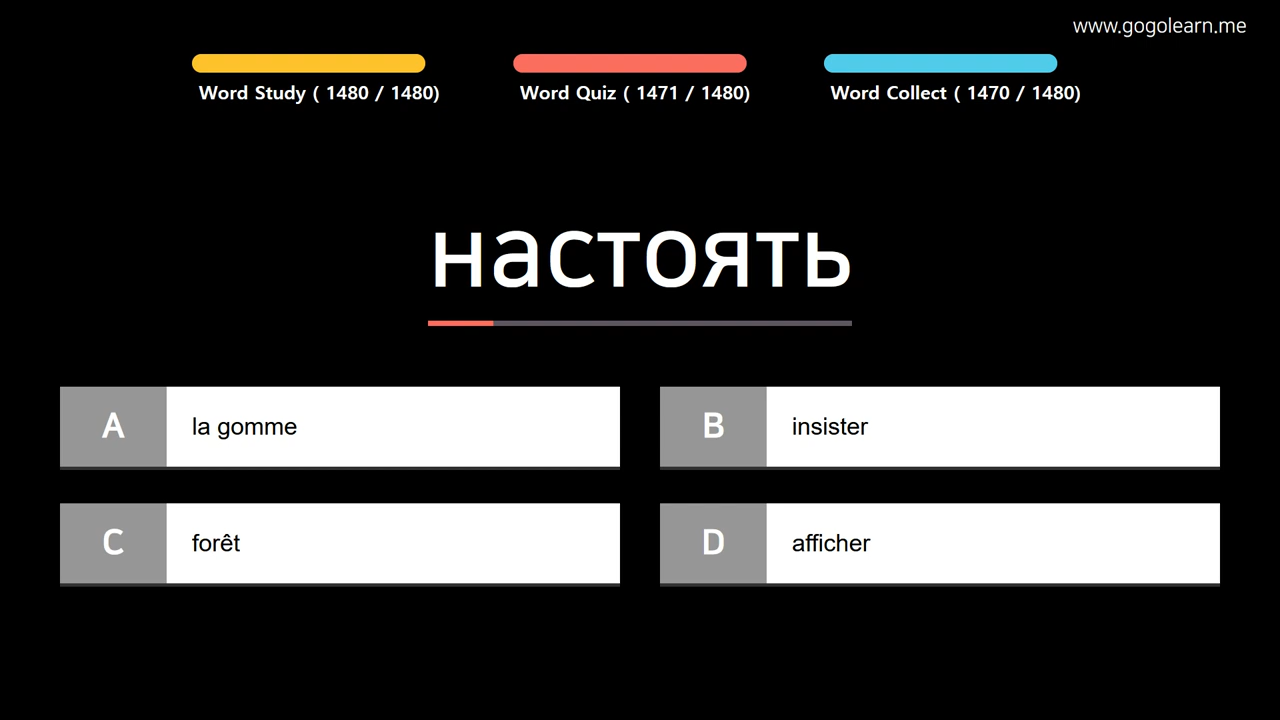 www.gogolearn.me
Word Study ( 1480 / 1480)
Word Quiz ( 1471 / 1480)
Word Collect ( 1470 / 1480)
настоять
A la gomme
B insister
C forêt
D afficher